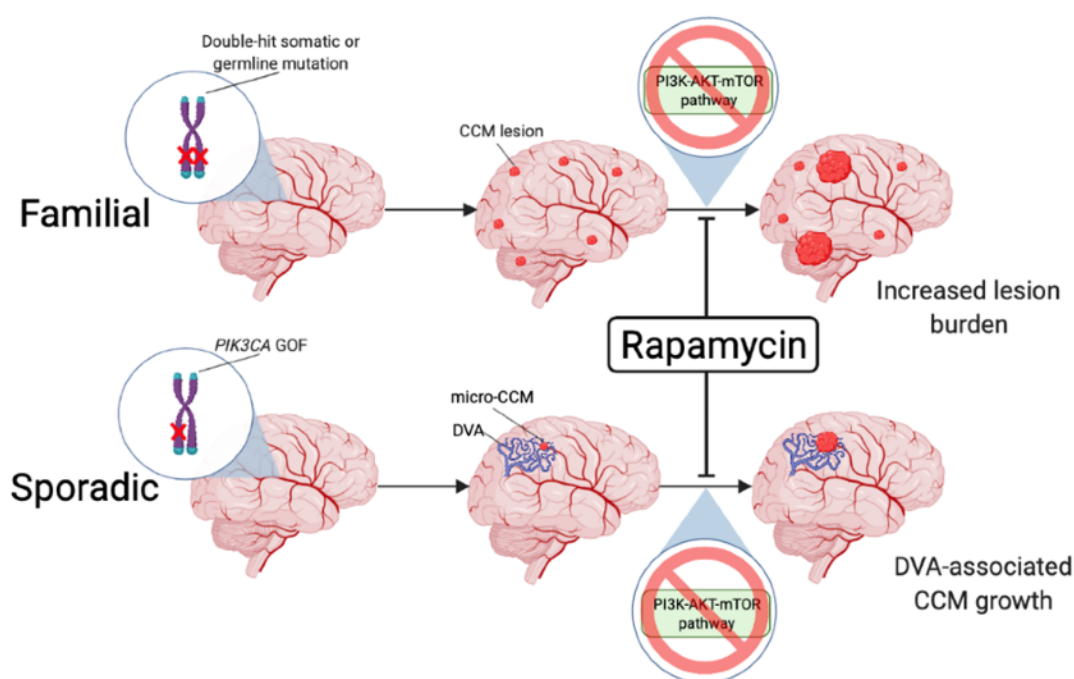 Double-hit somatic or
germline mutation
PI3K-AKT-mTOR
pathway
CCM lesion
Familial
Increased lesion
burden
Rapamycin
PIK3CA GOF
micro-CCM
DVA
Sporadic
DVA-associated
CCM growth
PI3K-AKT-mTOR
pathway